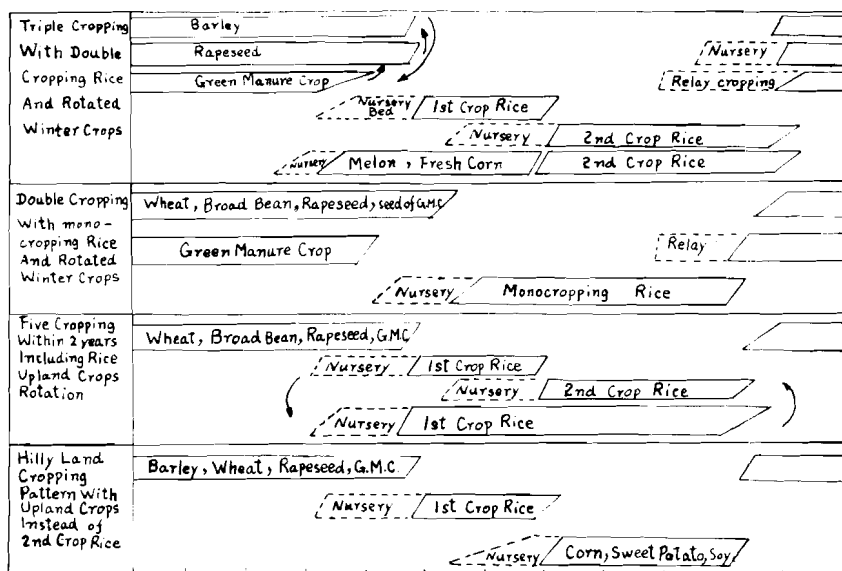 Triple Cropping
With Double
Cropping Rice
And Rotated
Winter Crops
Barley
Rapeseed
Green Manure Crop
Nursery
Relay cropping
Nursery
Bed
1st Crop Rice
Nursery
2nd Crop Rice
Nursery
Melon, Fresh Corn
2nd Crop Rice
Double Cropping
With mono-
cropping Rice
And Rotated
Winter Crops
Wheat, Broad Bean, Rapeseed, seed of G.M.C
Green Manure Crop
Relay
Nursery
Monocropping Rice
Five Cropping
Within 2 years
Including Rice
Upland Crops
Rotation
Wheat, Broad Bean, Rapeseed, G.M.C
Nursery
1st Crop Rice
Nursery
2nd Crop Rice
Nursery
1st Crop Rice
Hilly Land
Cropping
Pattern With
Upland Crops
Instead of
2nd Crop Rice
Barley, Wheat, Rapeseed, G.M.C.
Nursery
1st Crop Rice
Nursery
Corn, Sweet Potato, Soy